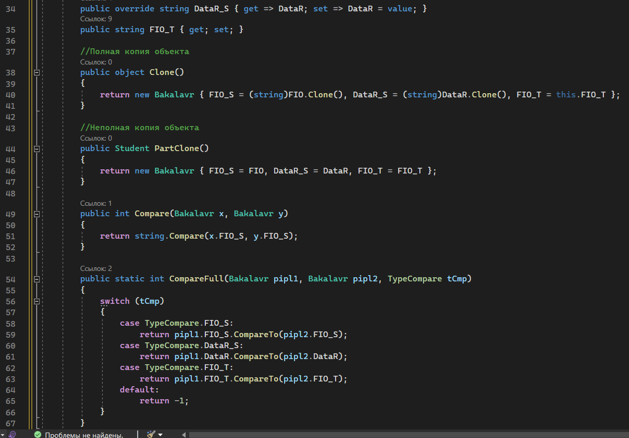 34 public override string DataR_S { get => DataR; set => DataR = value; }
Ссылок: 9
35 public string FIO_T { get; set; }
36
37 //Полная копия объекта
Ссылок: 0
38 public object Clone()
39 {
40 return new Bakalavr { FIO_S = (string)FIO.Clone(), DataR_S = (string)DataR.Clone(), FIO_T = this.FIO_T };
41 }
42
43 //Неполная копия объекта
Ссылок: 0
44 public Student PartClone()
45 {
46 return new Bakalavr { FIO_S = FIO, DataR_S = DataR, FIO_T = FIO_T };
47 }
48
Ссылок: 1
49 public int Compare(Bakalavr x, Bakalavr y)
50 {
51 return string.Compare(x.FIO_S, y.FIO_S);
52 }
53
Ссылок: 2
54 public static int CompareFull(Bakalavr pipl1, Bakalavr pipl2, TypeCompare tCmp)
55 {
56 switch (tCmp)
57 {
58 case TypeCompare.FIO_S:
59 return pipl1.FIO_S.CompareTo(pipl2.FIO_S);
60 case TypeCompare.DataR_S:
61 return pipl1.DataR.CompareTo(pipl2.DataR);
62 case TypeCompare.FIO_T:
63 return pipl1.FIO_T.CompareTo(pipl2.FIO_T);
64 default:
65 return -1;
66 }
67 }
Проблемы не найдены.